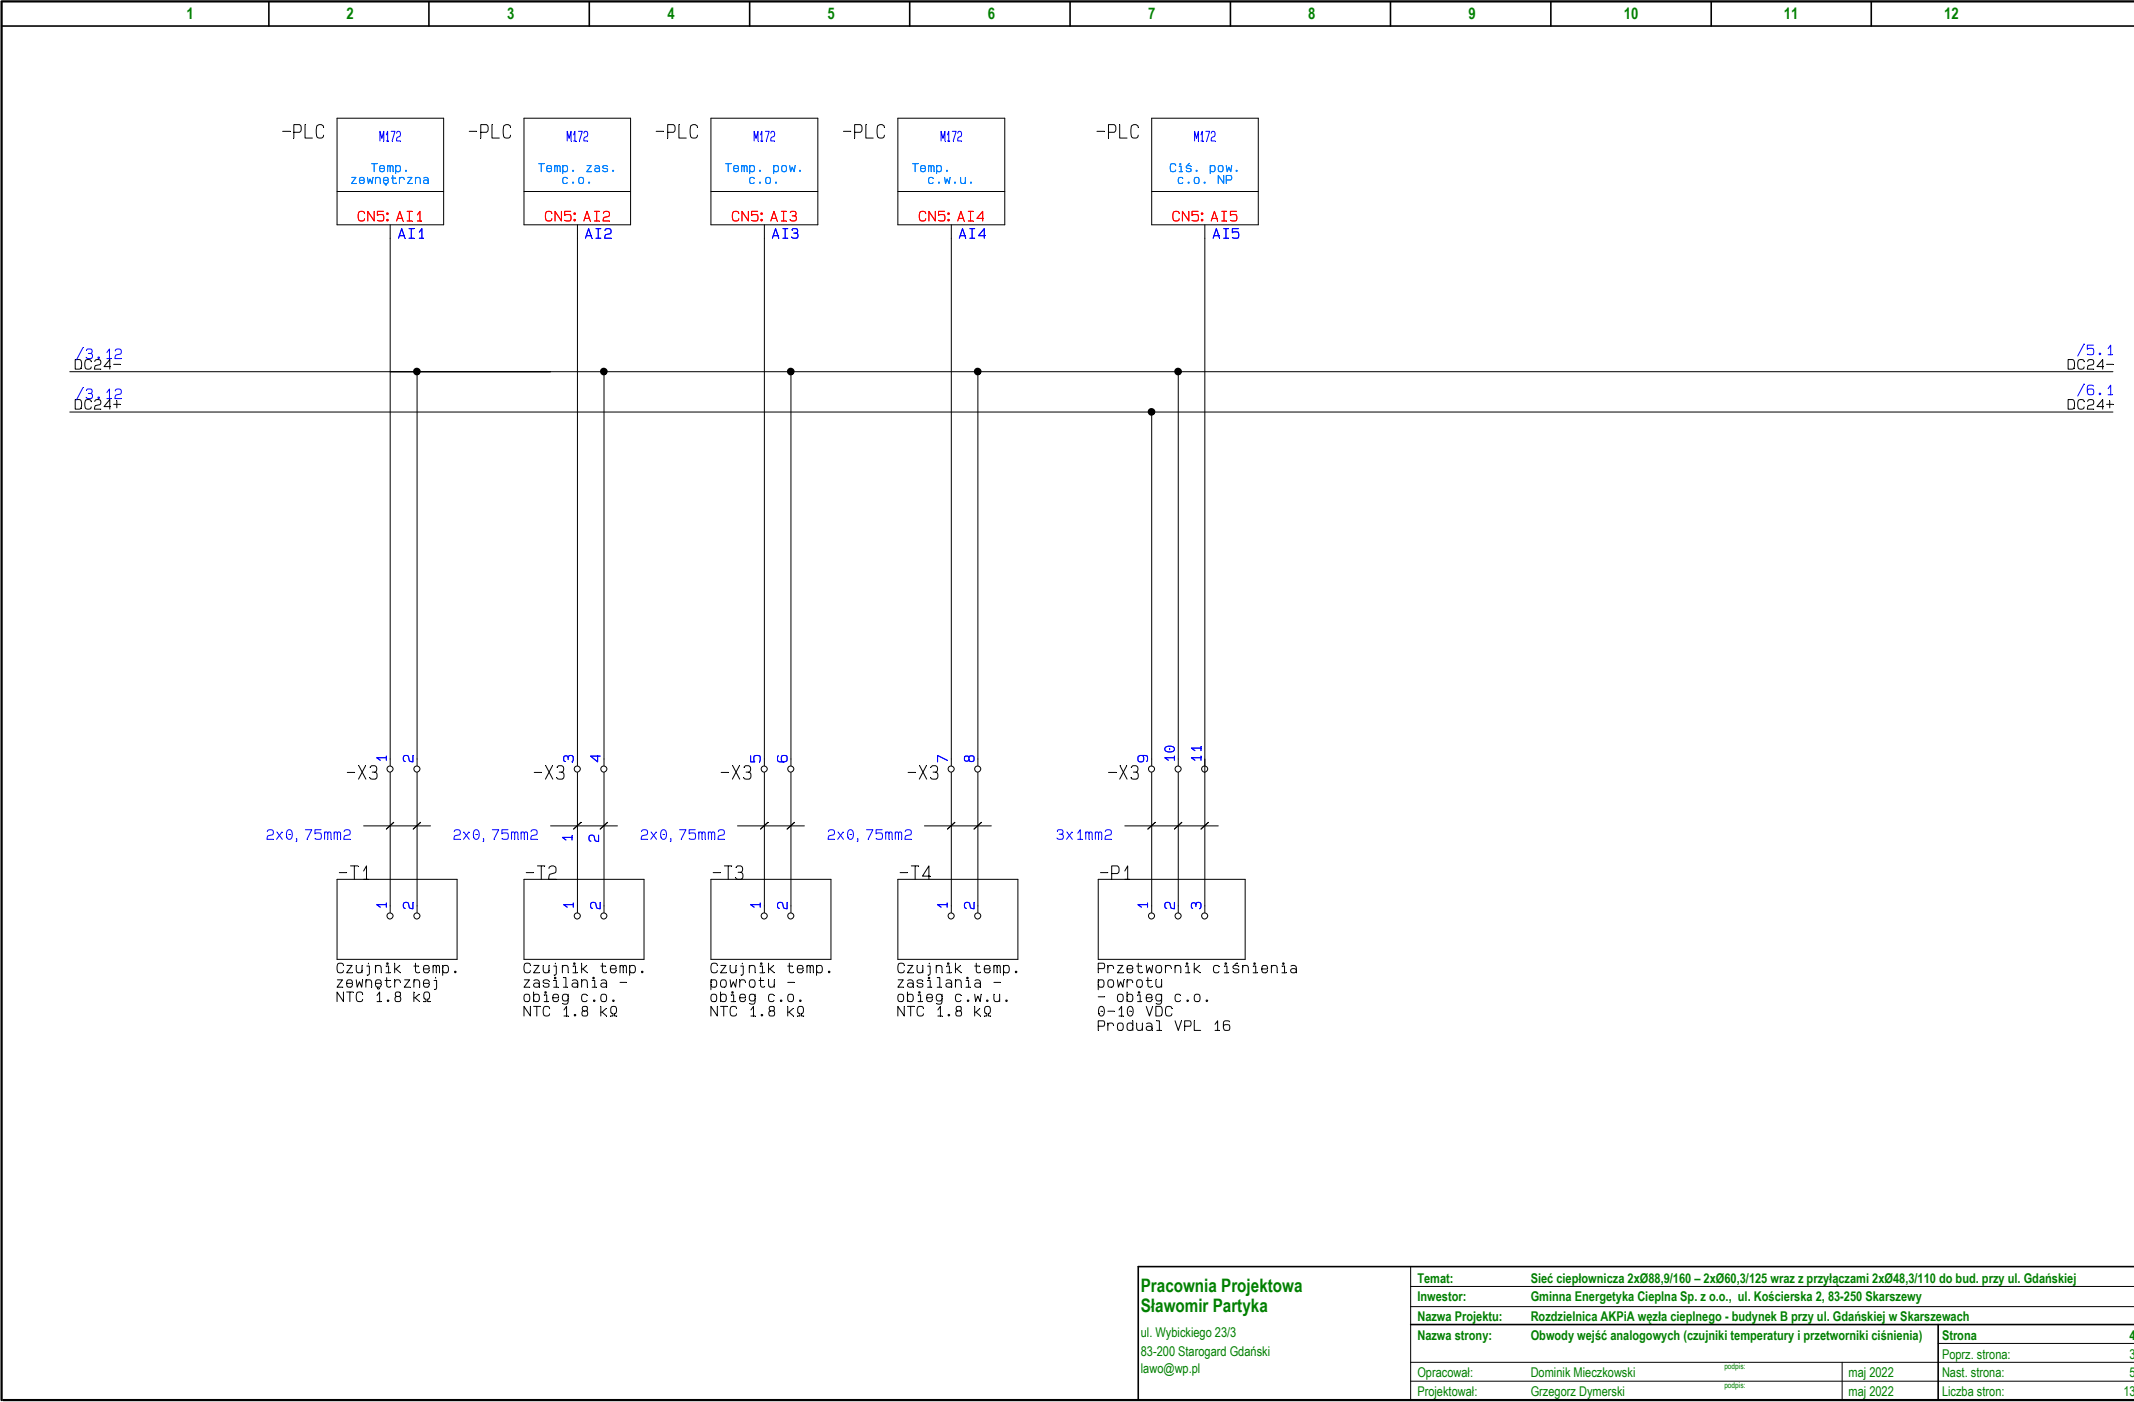 1 2 3 4 5 6 7 8 9 10 11 12
-PLC
M172
Temp.
zewnętrzna
CN5: AI1
AI1
-PLC
M172
Temp. zas.
c.o.
CN5: AI2
AI2
-PLC
M172
Temp. pow.
c.o.
CN5: AI3
AI3
-PLC
M172
Temp.
c.w.u.
CN5: AI4
AI4
-PLC
M172
Ciś. pow.
c.o. NP
CN5: AI5
AI5
/3.12
DC24-
/5.1
DC24-
/3.12
DC24+
/6.1
DC24+
-X3 1 2
-X3 3 4
-X3 5 6
-X3 7 8
-X3 9 10 11
2x0,75mm2
2x0,75mm2 1 2
2x0,75mm2
2x0,75mm2
3x1mm2
-T1
1 2
Czujnik temp.
zewnętrznej
NTC 1.8 kΩ
-T2
1 2
Czujnik temp.
zasilania -
obieg c.o.
NTC 1.8 kΩ
-T3
1 2
Czujnik temp.
powrotu -
obieg c.o.
NTC 1.8 kΩ
-T4
1 2
Czujnik temp.
zasilania -
obieg c.w.u.
NTC 1.8 kΩ
-P1
1 2 3
Przetwornik ciśnienia
powrotu
- obieg c.o.
0-10 VDC
Produal VPL 16
Pracownia Projektowa
Sławomir Partyka
ul. Wybickiego 23/3
83-200 Starogard Gdański
lawo@wp.pl
Temat: Sieć ciepłownicza 2xØ88,9/160 – 2xØ60,3/125 wraz z przyłączami 2xØ48,3/110 do bud. przy ul. Gdańskiej
Inwestor: Gminna Energetyka Cieplna Sp. z o.o., ul. Kościerska 2, 83-250 Skarszewy
Nazwa Projektu: Rozdzielnica AKPiA węzła cieplnego - budynek B przy ul. Gdańskiej w Skarszewach
Nazwa strony: Obwody wejść analogowych (czujniki temperatury i przetworniki ciśnienia) Strona 4
Poprz. strona: 3
Opracował: Dominik Mieczkowski podpis: maj 2022 Nast. strona: 5
Projektował: Grzegorz Dymerski podpis: maj 2022 Liczba stron: 13